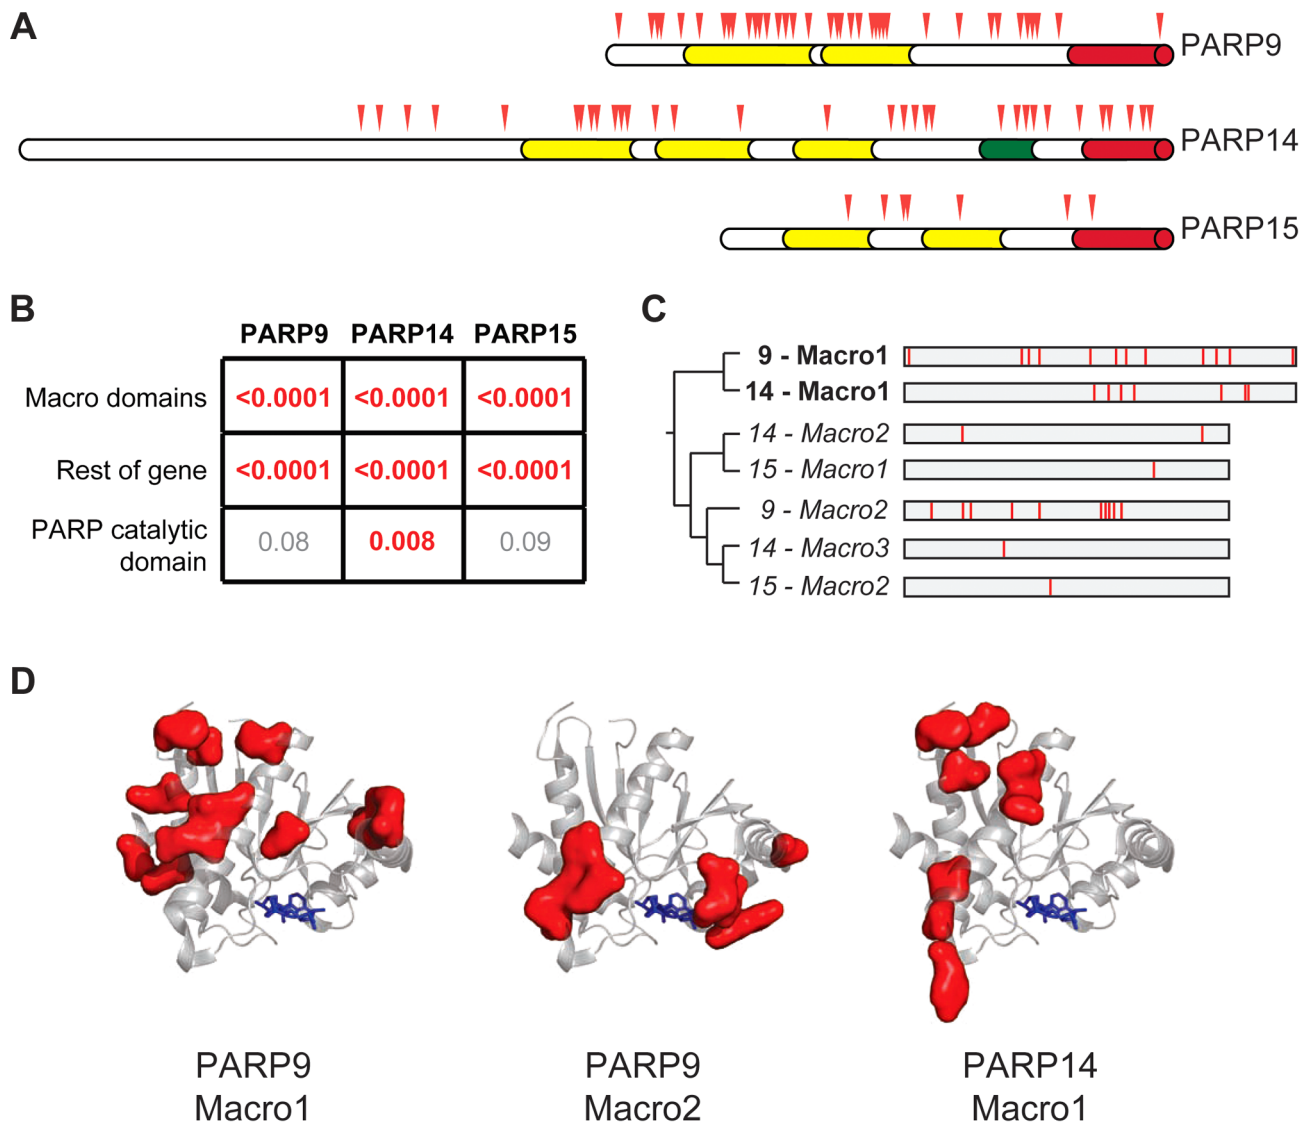 A
PARP9
PARP14
PARP15
B
PARP9 PARP14 PARP15
Macro domains <0.0001 <0.0001 <0.0001
Rest of gene <0.0001 <0.0001 <0.0001
PARP catalytic
domain 0.08 0.008 0.09
C
9 - Macro1
14 - Macro1
14 - Macro2
15 - Macro1
9 - Macro2
14 - Macro3
15 - Macro2
D
PARP9
Macro1
PARP9
Macro2
PARP14
Macro1